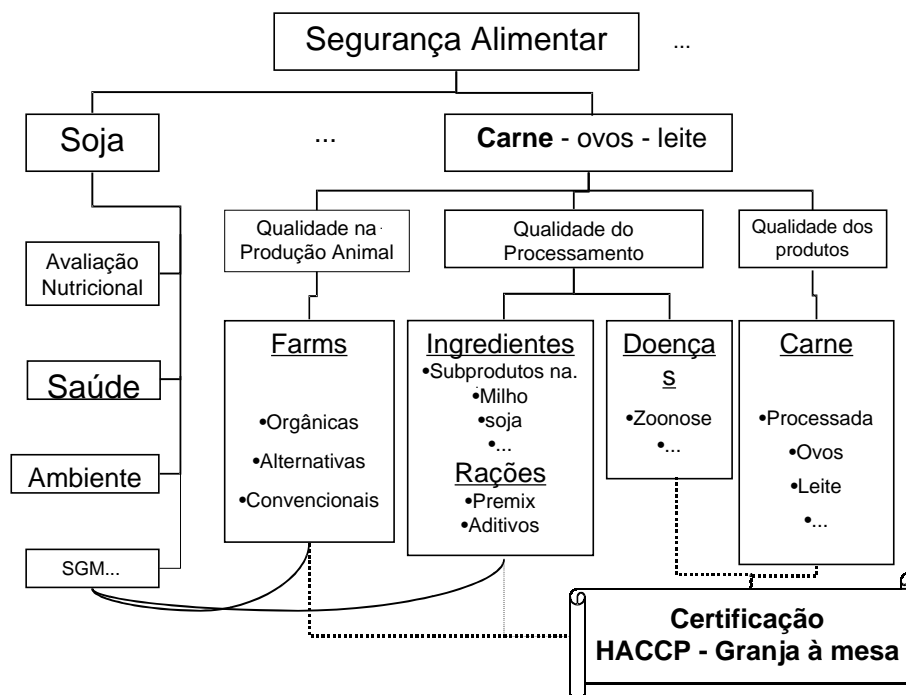 Segurança Alimentar
...
Soja
...
Carne - ovos - leite
Qualidade na
Produção Animal
Qualidade do
Processamento
Qualidade dos
produtos
Avaliação
Nutricional
Saúde
Ambiente
SGM...
Farms
•Orgânicas
•Alternativas
•Convencionais
Ingredientes
•Subprodutos na.
•Milho
•soja
•...
Rações
•Premix
•Aditivos
Doença
s
•Zoonose
•...
Carne
•Processada
•Ovos
•Leite
•...
Certificação
HACCP - Granja à mesa